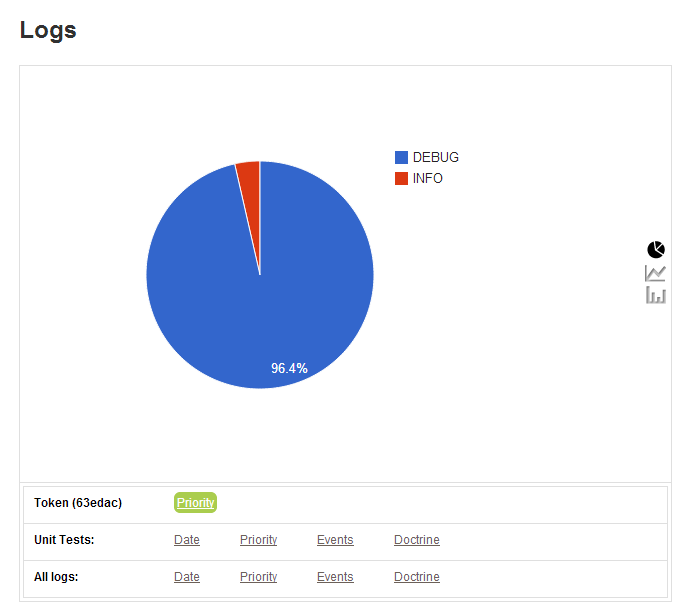 Logs
DEBUG
INFO
96.4%
Token (63edac) Priority
Unit Tests: Date Priority Events Doctrine
All logs: Date Priority Events Doctrine